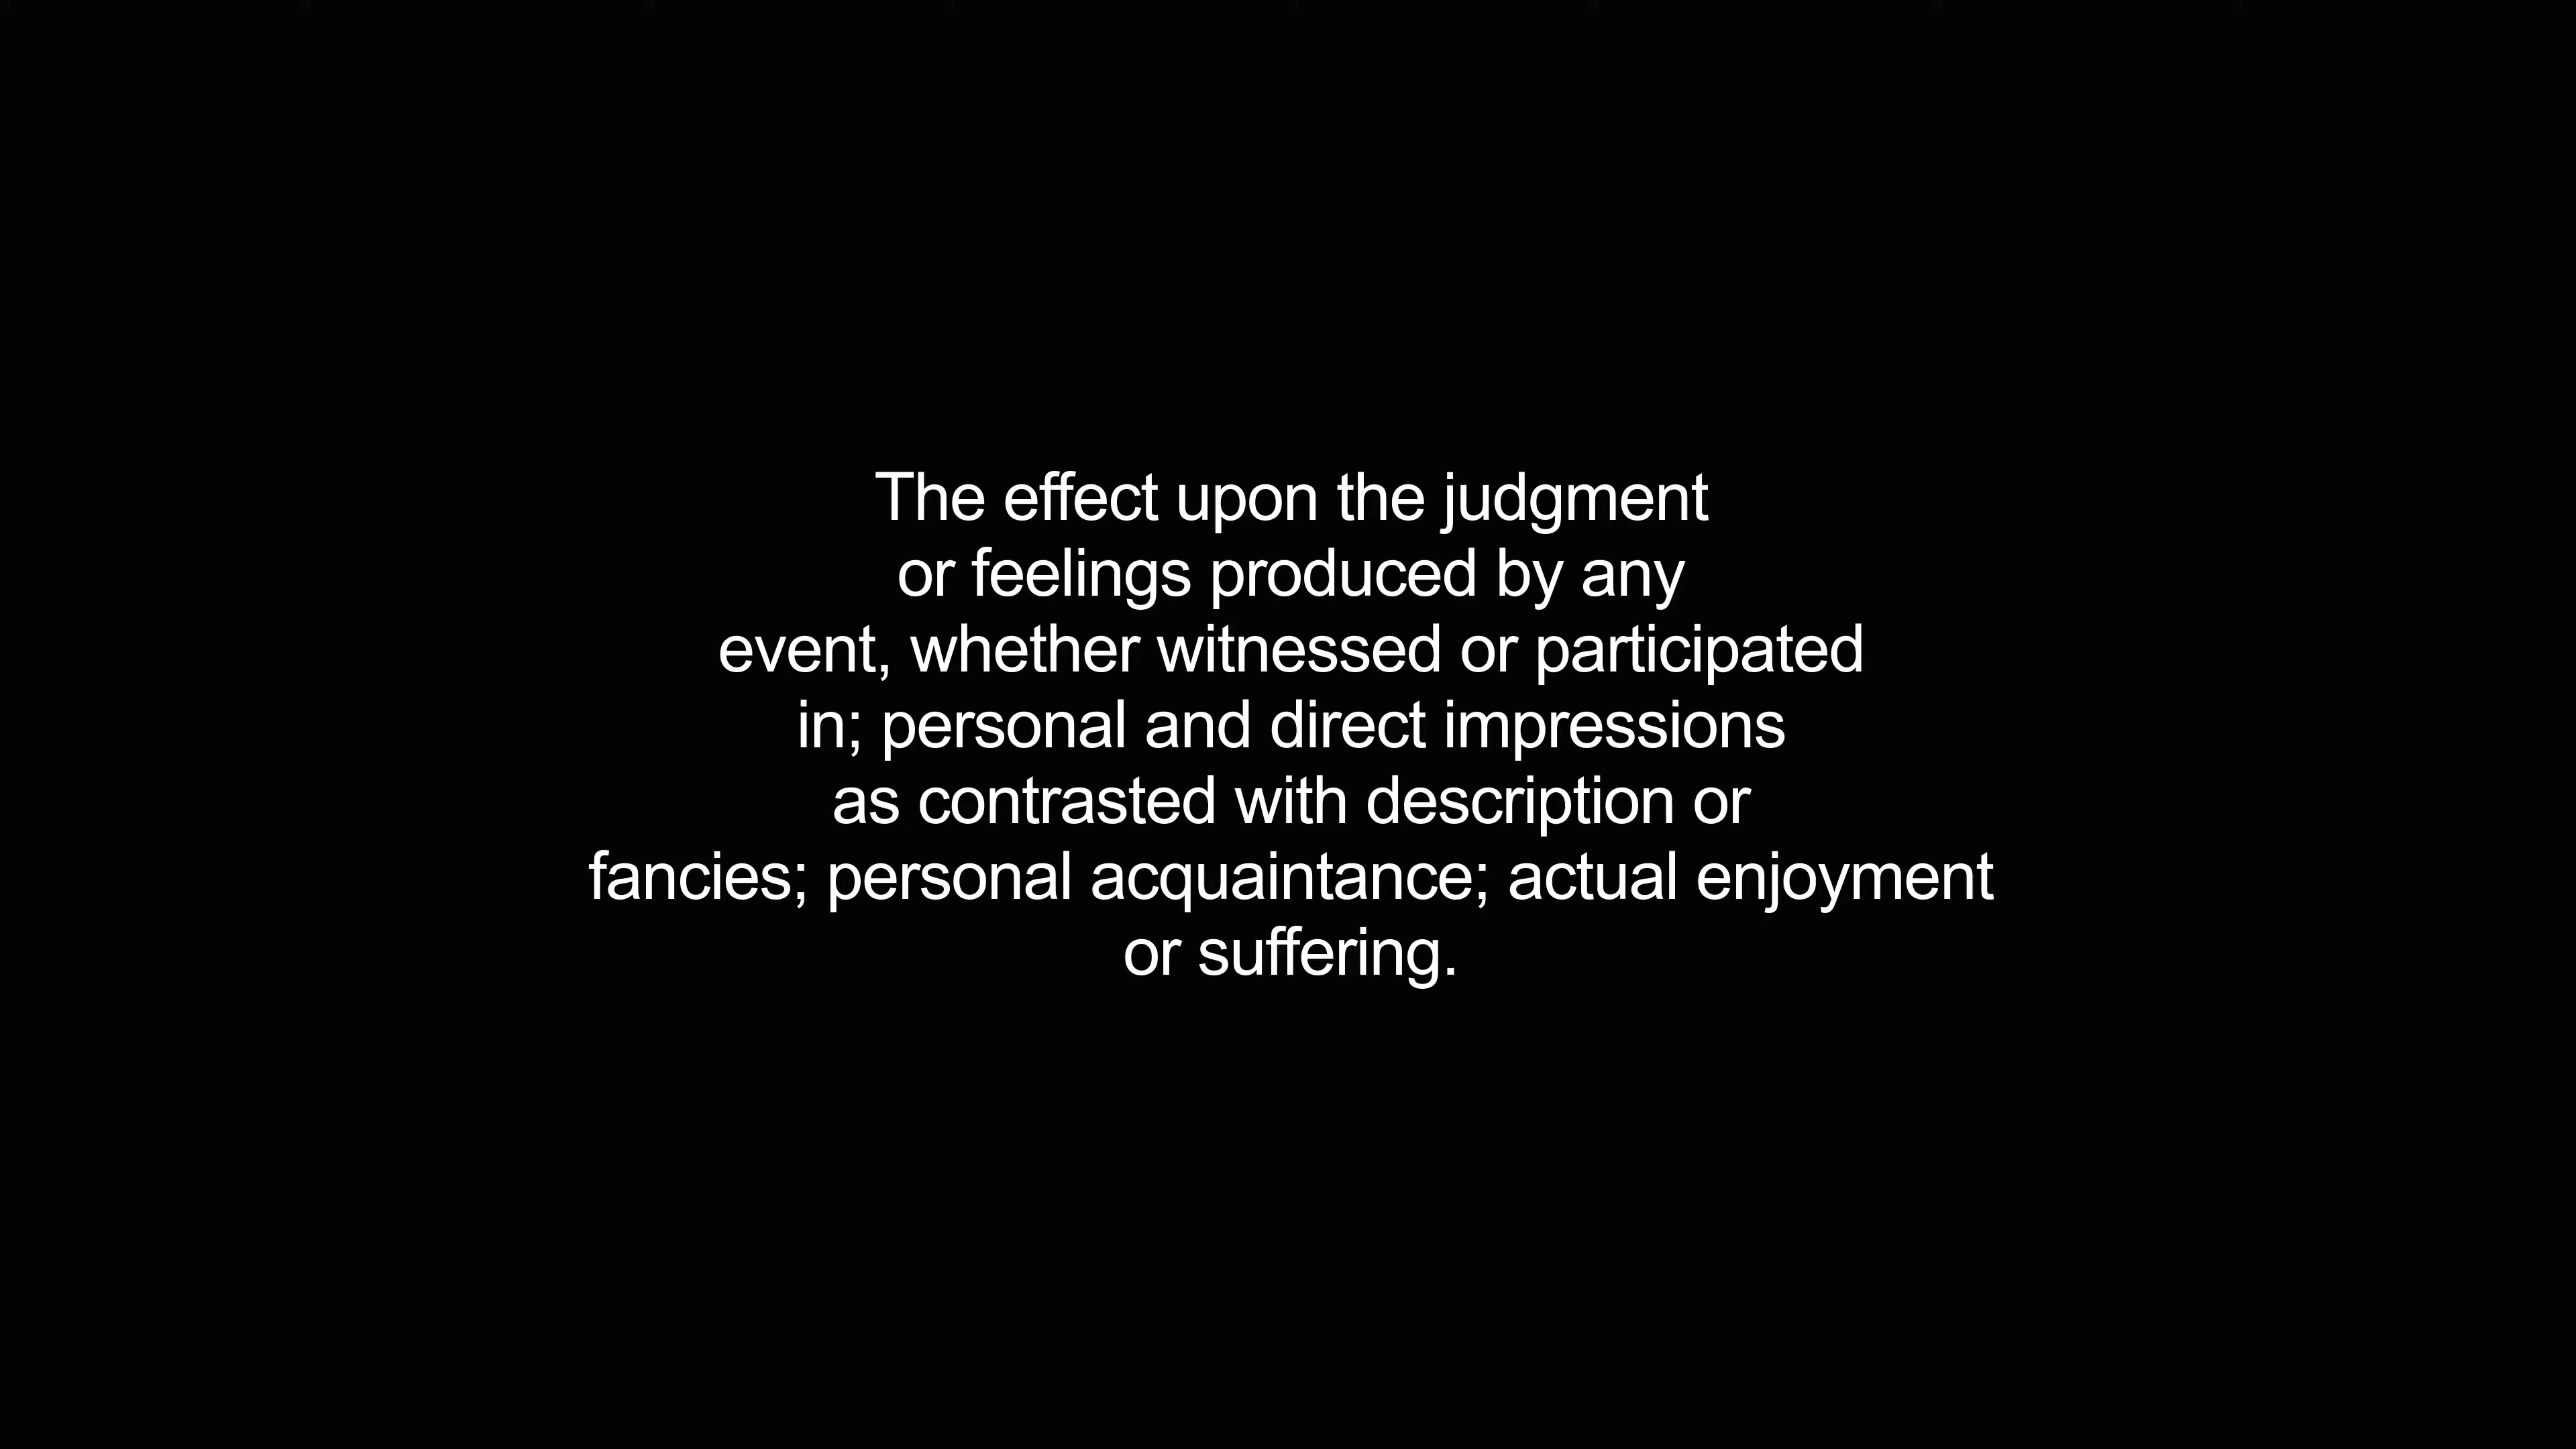 The effect upon the judgment
or feelings produced by any
event, whether witnessed or participated
in; personal and direct impressions
as contrasted with description or
fancies; personal acquaintance; actual enjoyment
or suffering.